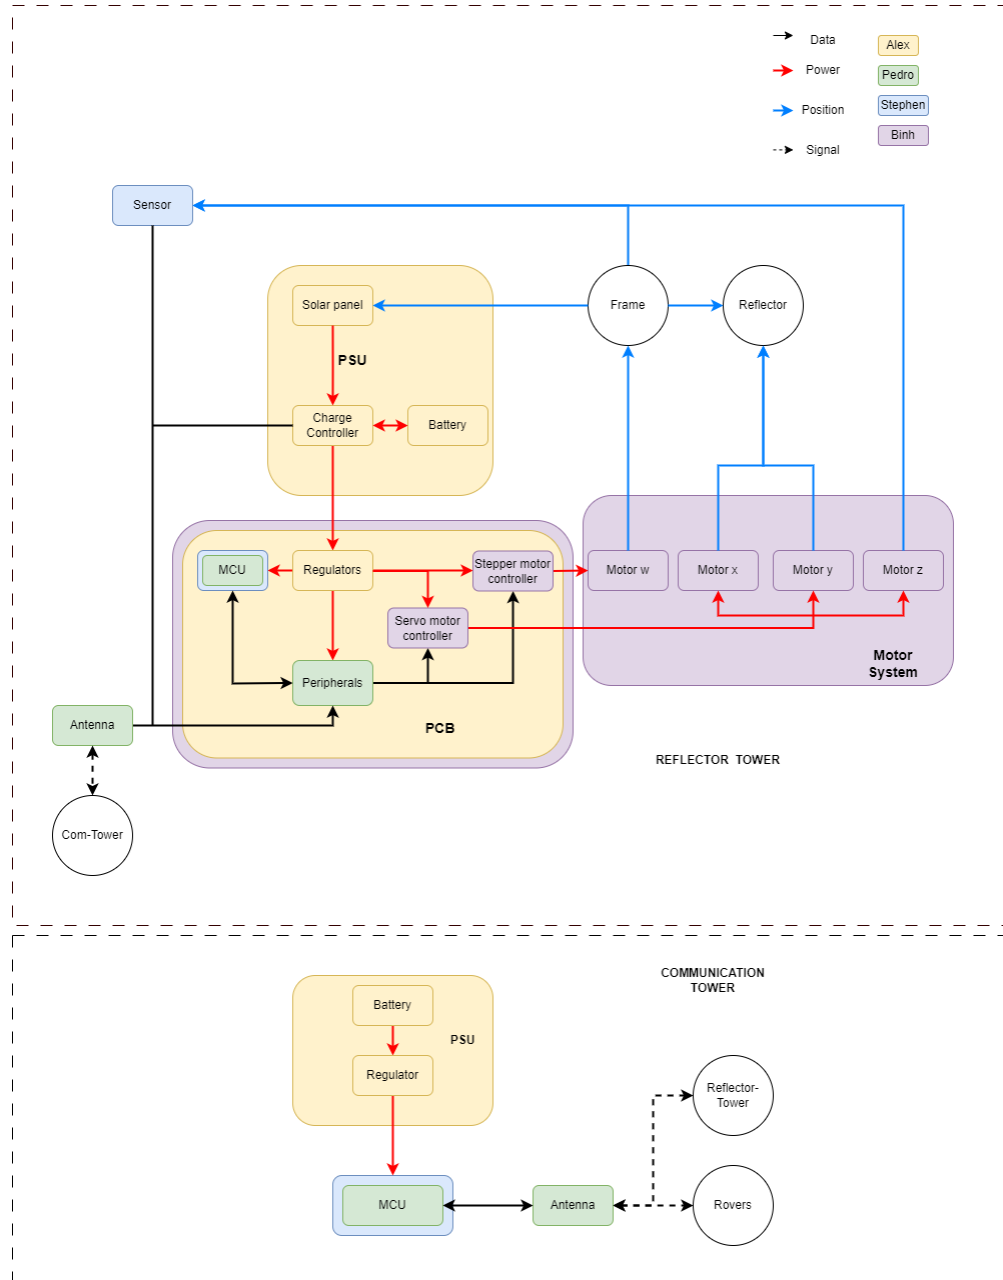 Data
Alex
Power
Pedro
Position
Stephen
Signal
Binh
Sensor
Solar panel
Frame
Reflector
PSU
Charge
Controller
Battery
MCU
Regulators
Stepper motor
controller
Motor w
Motor x
Motor y
Motor z
Servo motor
controller
Peripherals
Motor
System
Antenna
PCB
REFLECTOR TOWER
Com-Tower
COMMUNICATION
TOWER
Battery
PSU
Regulator
Reflector-
Tower
MCU
Antenna
Rovers